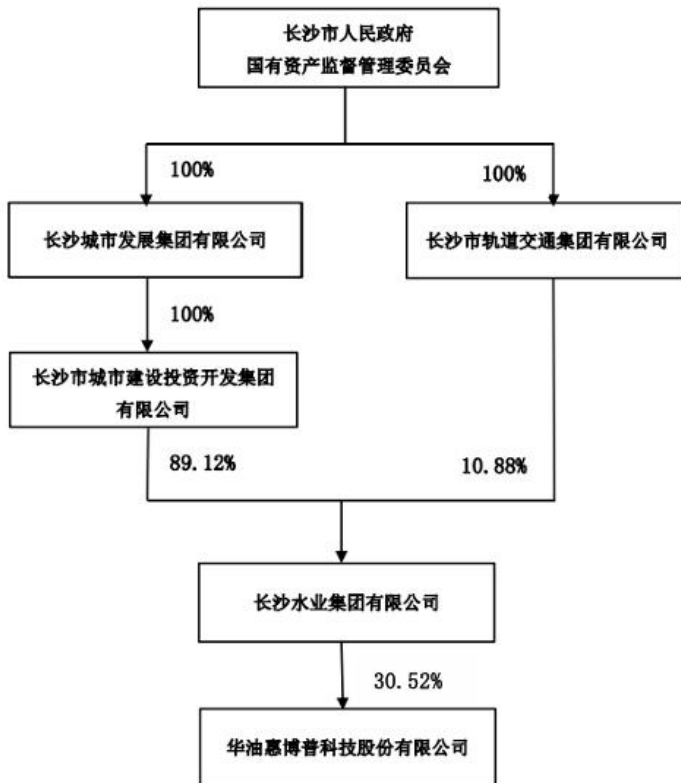 长沙市人民政府
国有资产监督管理委员会
100%
100%
长沙城市发展集团有限公司
长沙市轨道交通集团有限公司
100%
长沙市城市建设投资开发集团
有限公司
89.12%
10.88%
长沙水业集团有限公司
30.52%
华油惠博普科技股份有限公司